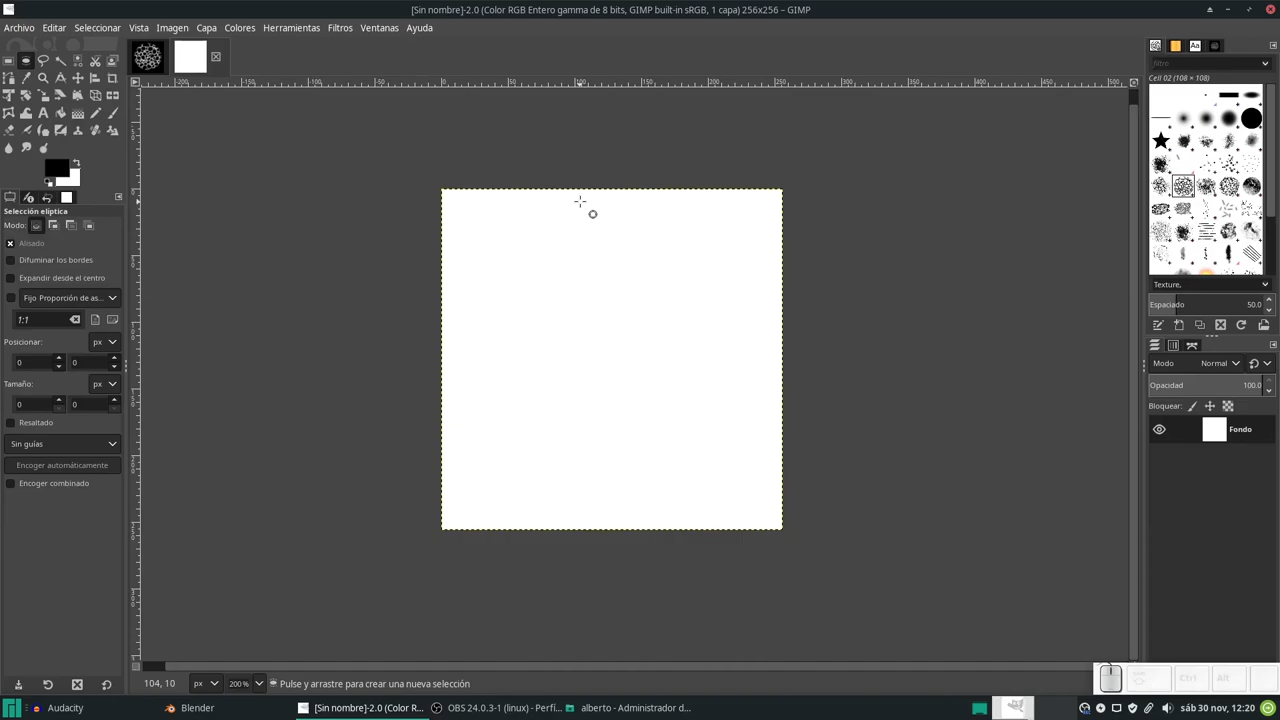 [Sin nombre]-2.0 (Color RGB Entero gamma de 8 bits, GIMP built-in sRGB, 1 capa) 256x256 – GIMP
Archivo Editar Seleccionar Vista Imagen Capa Colores Herramientas Filtros Ventanas Ayuda
filtro
Cell 02 (108 × 108)
Selección elíptica
Modo:
Alisado
Difuminar los bordes
Expandir desde el centro
Fijo Proporción de as...
1:1
Posicionar: px
0 0
Tamaño: px
0 0
Resaltado
Sin guías
Encoger automáticamente
Encoger combinado
Texture,
Espaciado 50.0
Modo Normal
Opacidad 100.0
Bloquear:
Fondo
104, 10 px 200 % Pulse y arrastre para crear una nueva selección
Ctrl Alt
Audacity Blender [Sin nombre]-2.0 (Color R... OBS 24.0.3-1 (linux) - Perfi... alberto - Administrador d... sáb 30 nov, 12:20